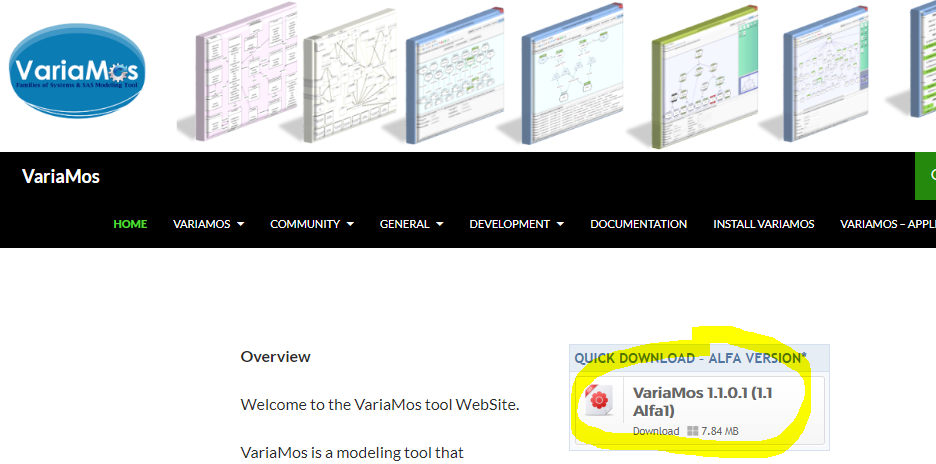 VariaMos
Families of Systems & SAS Modeling Tool
VariaMos
HOME VARIAMOS COMMUNITY GENERAL DEVELOPMENT DOCUMENTATION INSTALL VARIAMOS VARIAMOS – APPLI
Overview
QUICK DOWNLOAD - ALFA VERSION*
VariaMos 1.1.0.1 (1.1
Alfa1)
Download 7.84 MB
Welcome to the VariaMos tool WebSite.
VariaMos is a modeling tool that